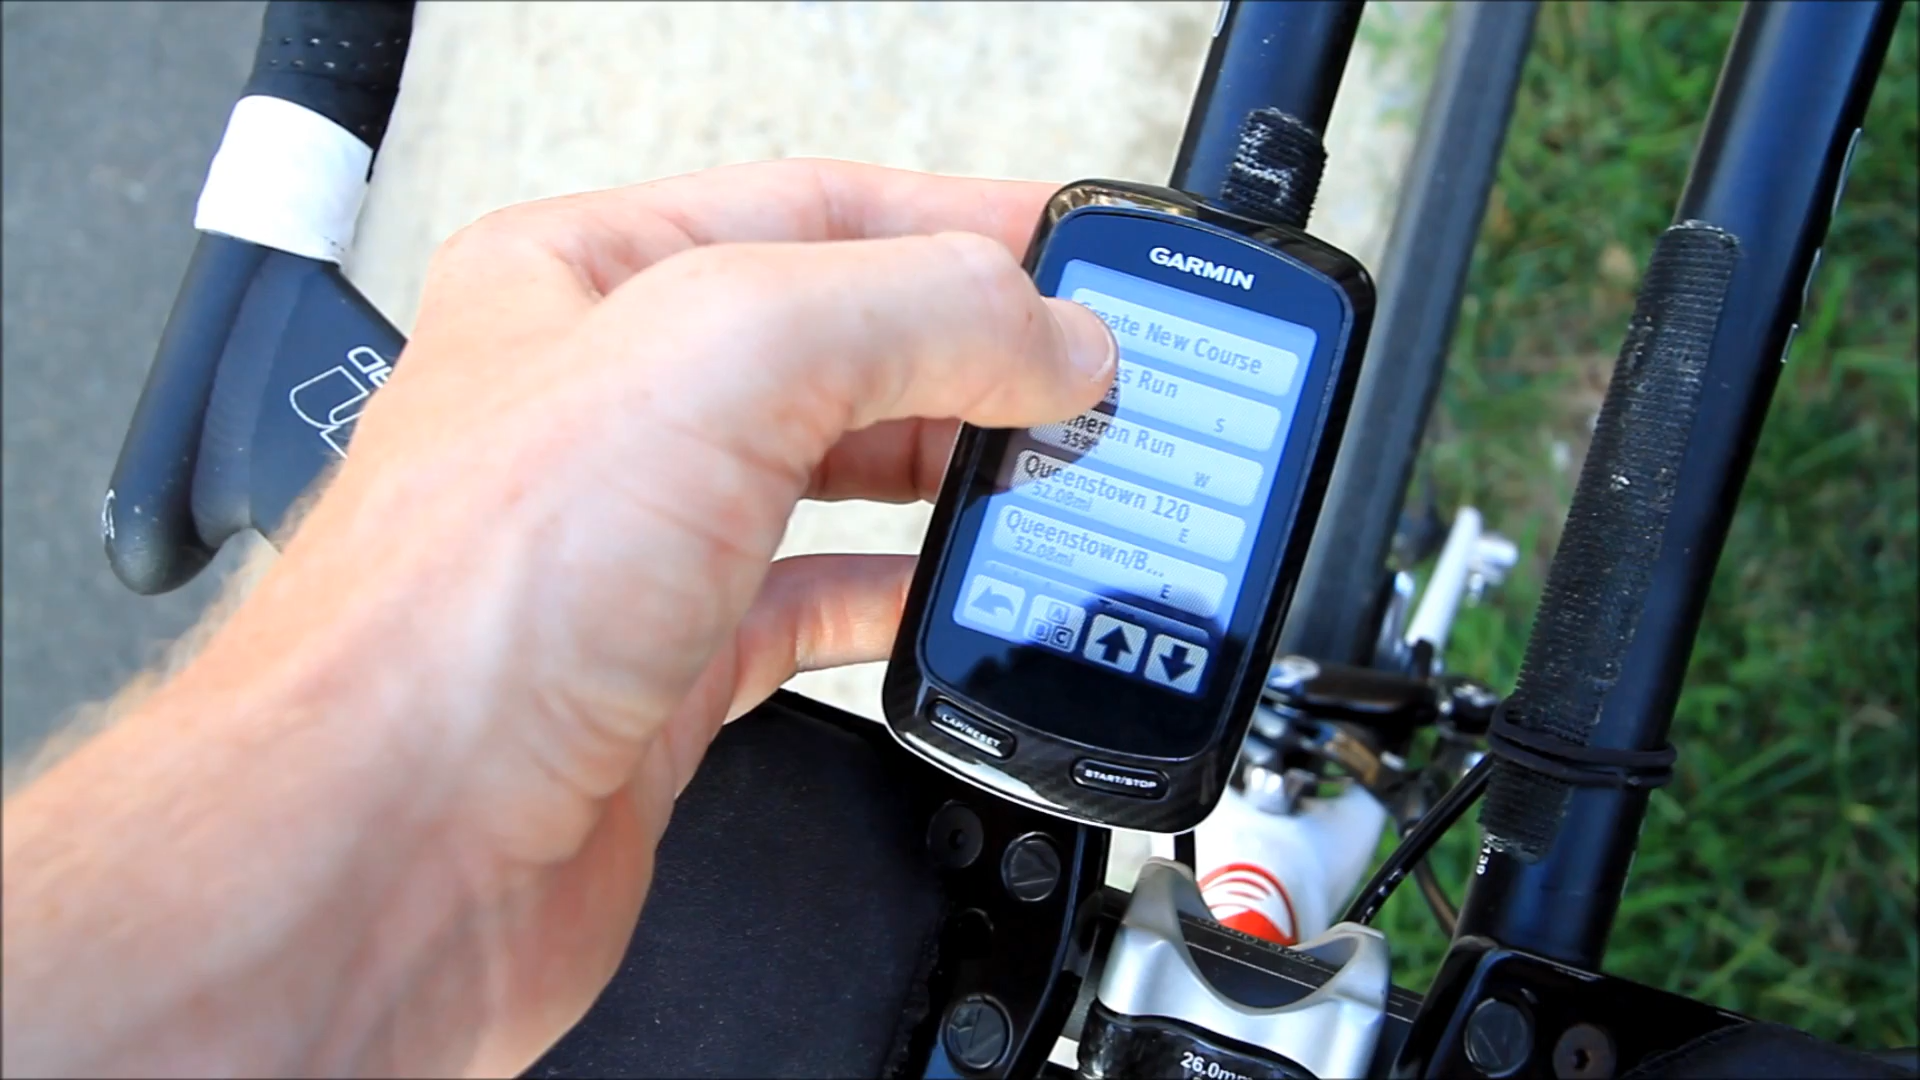 GARMIN
Create New Course
Run
S
Run
359ft
W
Queenstown 120
52.08mi
E
Queenstown/B...
52.08mi
E
A
B C
LAP/RESET
START/STOP
26.0mm